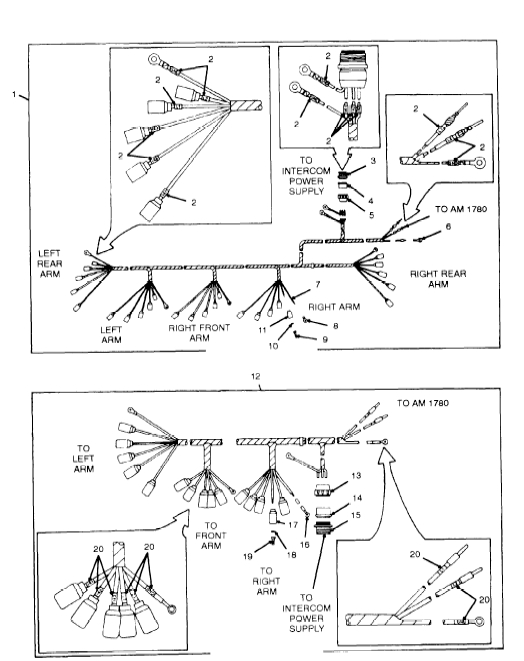 1
2
2
2
2
2
2
2
2
2
2
TO
INTERCOM
POWER
SUPPLY
3
4
5
TO AM 1780
6
LEFT
REAR
ARM
RIGHT REAR
AHM
7
RIGHT ARM
LEFT
ARM
RIGHT FRONT
ARM
11
10
8
9
12
TO AM 1780
TO
LEFT
ARM
13
14
15
16
17
18
19
TO
FRONT
ARM
TO
RIGHT
ARM
TO
INTERCOM
POWER
SUPPLY
20
20
20
20